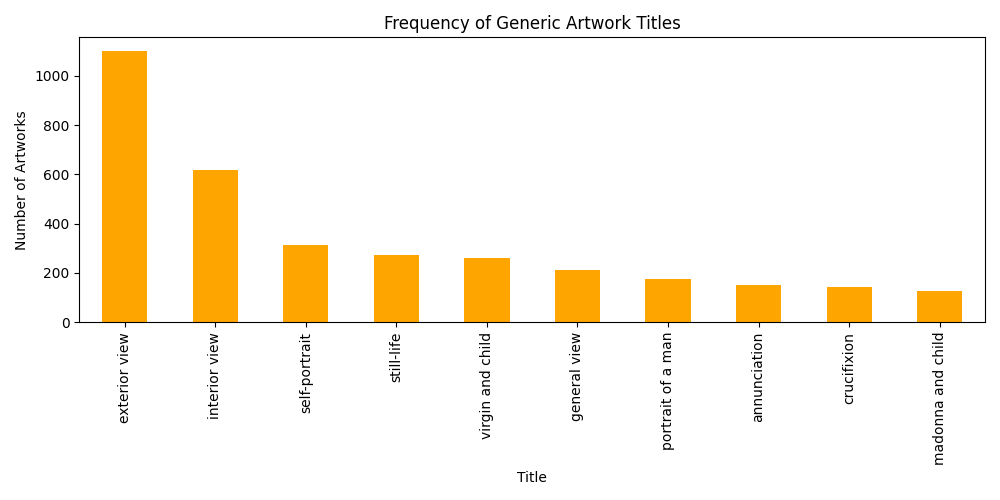 Frequency of Generic Artwork Titles
Number of Artworks
1000
800
600
400
200
0
exterior view
interior view
self-portrait
still-life
virgin and child
general view
portrait of a man
annunciation
crucifixion
madonna and child
Title